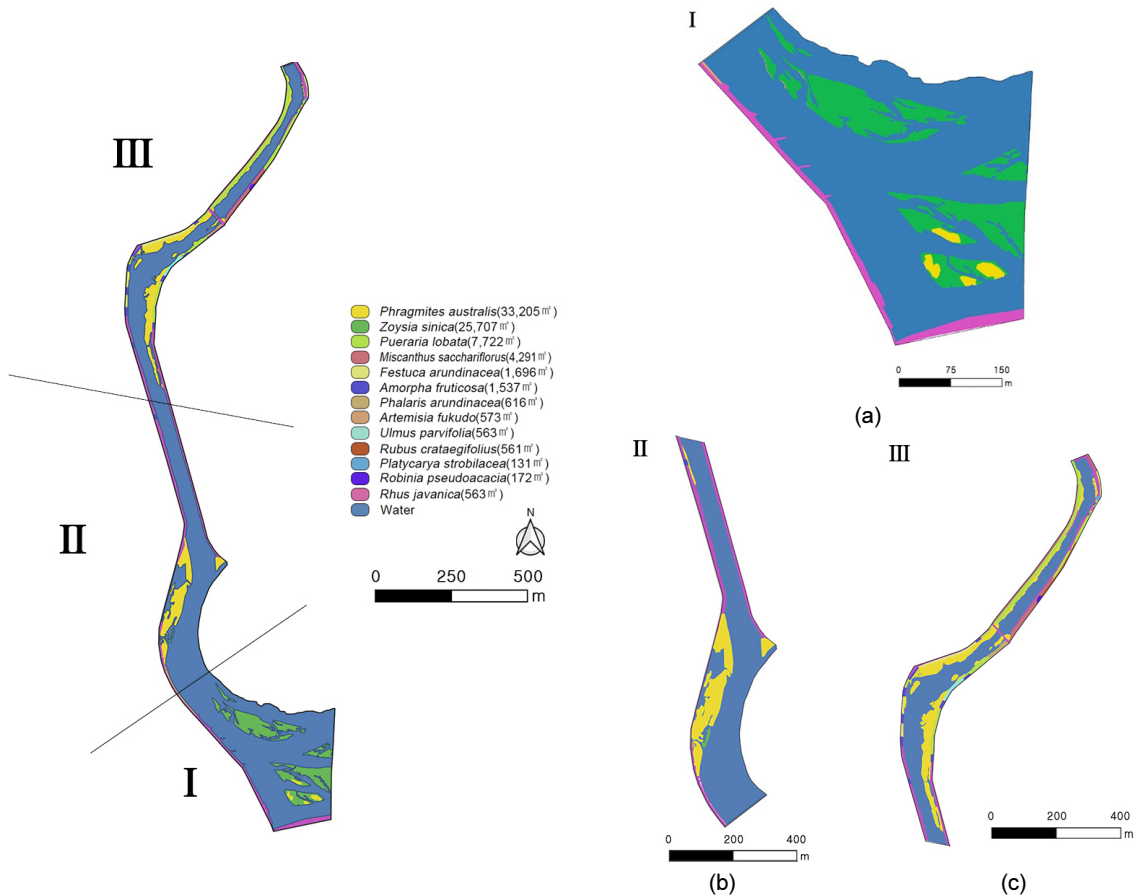 III
II
I
Phragmites australis(33,205㎡)
Zoysia sinica(25,707㎡)
Pueraria lobata(7,722㎡)
Miscanthus sacchariflorus(4,291㎡)
Festuca arundinacea(1,696㎡)
Amorpha fruticosa(1,537㎡)
Phalaris arundinacea(616㎡)
Artemisia fukudo(573㎡)
Ulmus parvifolia(563㎡)
Rubus crataegifolius(561㎡)
Platycarya strobilacea(131㎡)
Robinia pseudoacacia(172㎡)
Rhus javanica(563㎡)
Water
N
0 250 500
m
I
0 75 150
m
(a)
II
0 200 400
m
(b)
III
0 200 400
m
(c)